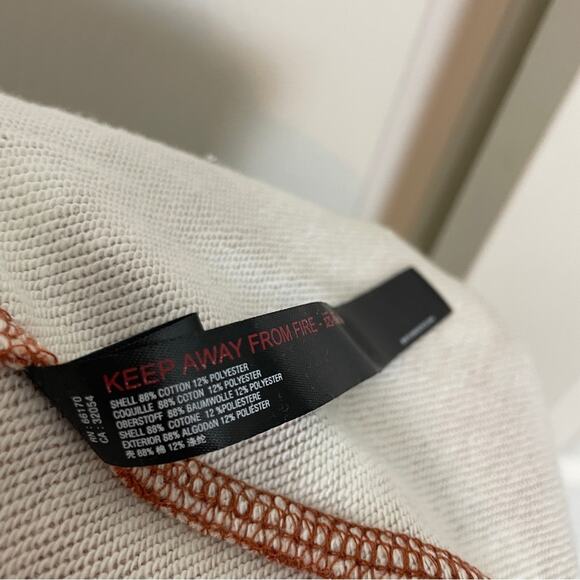 KEEP AWAY FROM FIRE -
SHELL 88% COTTON 12% POLYESTER
COQUILLE 88% COTON 12% POLYESTER
OBERSTOFF 88% BAUMWOLLE 12% POLYESTER
SHELL 88% COTONE 12 %POLIESTERE
EXTERIOR 88% ALGODóN 12% POLIÉSTER
壳 88% 棉 12% 涤纶
RN : 66170
CA : 32054